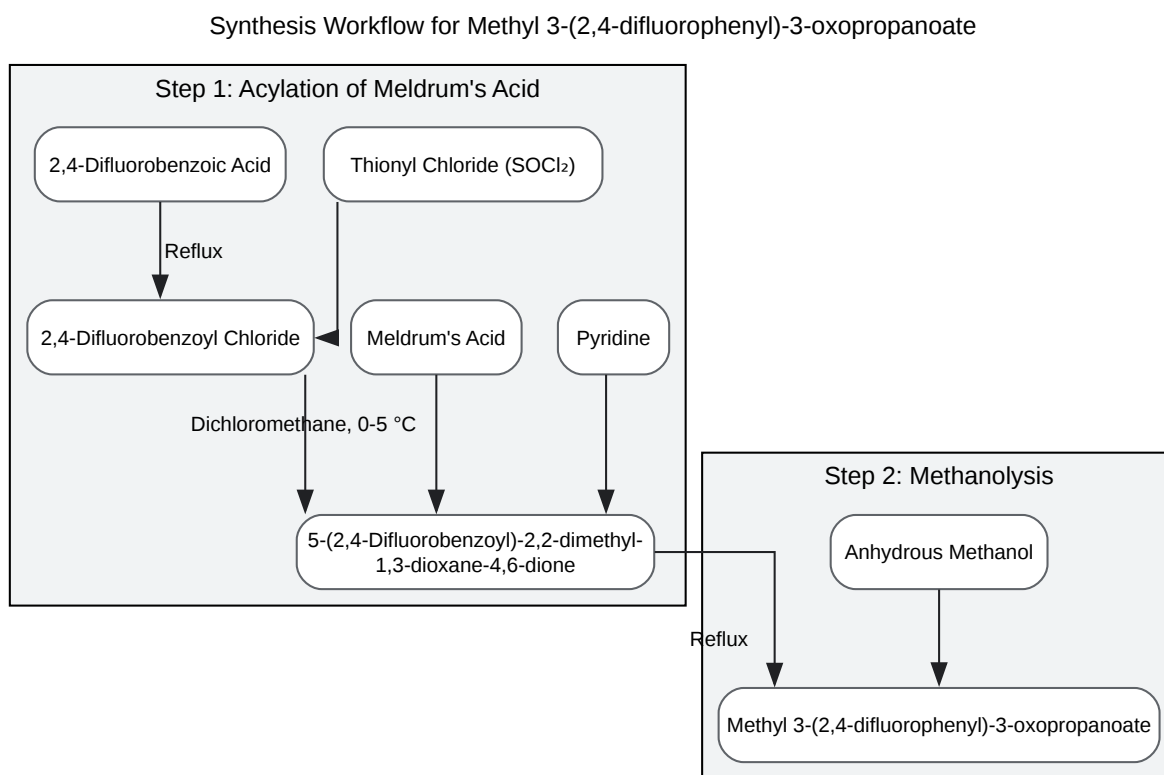 Synthesis Workflow for Methyl 3-(2,4-difluorophenyl)-3-oxopropanoate
Step 1: Acylation of Meldrum's Acid
2,4-Difluorobenzoic Acid
Thionyl Chloride (SOCl₂)
Reflux
2,4-Difluorobenzoyl Chloride
Meldrum's Acid
Pyridine
Dichloromethane, 0-5 °C
5-(2,4-Difluorobenzoyl)-2,2-dimethyl-
1,3-dioxane-4,6-dione
Step 2: Methanolysis
Anhydrous Methanol
Reflux
Methyl 3-(2,4-difluorophenyl)-3-oxopropanoate